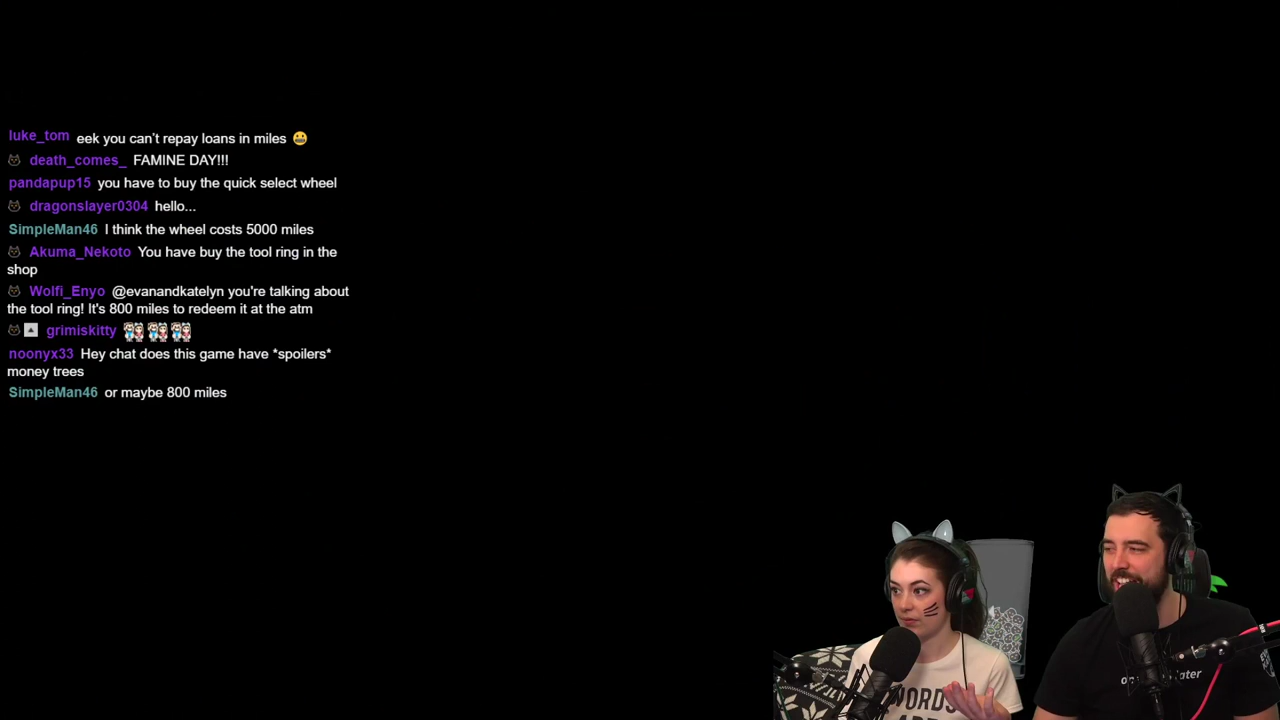 luke_tom eek you can't repay loans in miles 😬
death_comes_ FAMINE DAY!!!
pandapup15 you have to buy the quick select wheel
dragonslayer0304 hello...
SimpleMan46 I think the wheel costs 5000 miles
Akuma_Nekoto You have buy the tool ring in the
shop
Wolfi_Enyo @evanandkatelyn you're talking about
the tool ring! It's 800 miles to redeem it at the atm
grimiskitty
noonyx33 Hey chat does this game have *spoilers*
money trees
SimpleMan46 or maybe 800 miles
WORDS